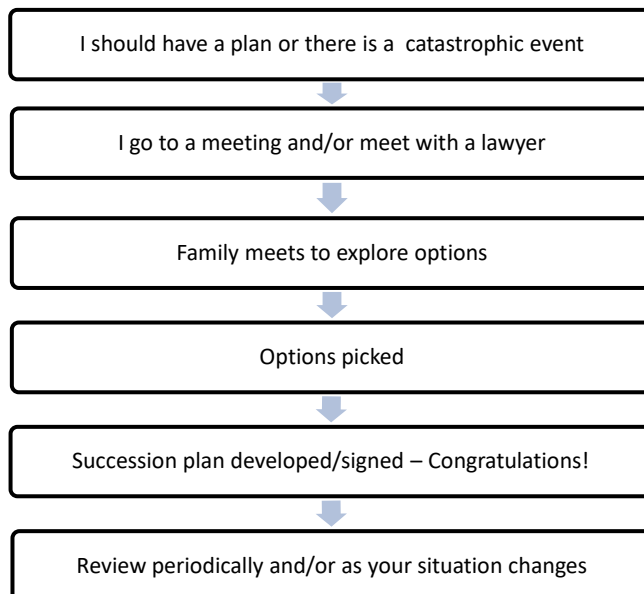 I should have a plan or there is a  catastrophic event
I go to a meeting and/or meet with a lawyer
Family meets to explore options
Options picked
Succession plan developed/signed – Congratulations!
Review periodically and/or as your situation changes